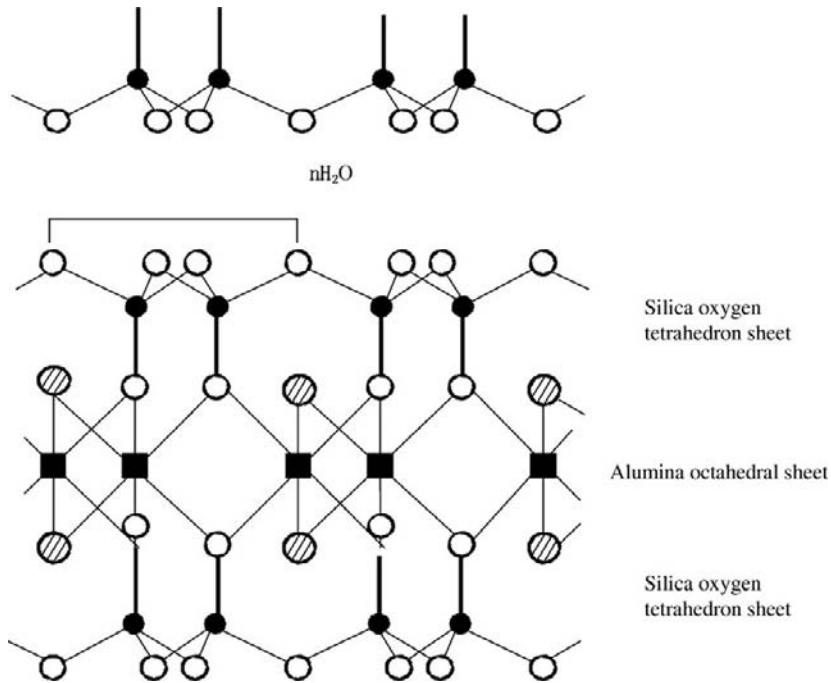 nH₂O
Silica oxygen
tetrahedron sheet
Alumina octahedral sheet
Silica oxygen
tetrahedron sheet